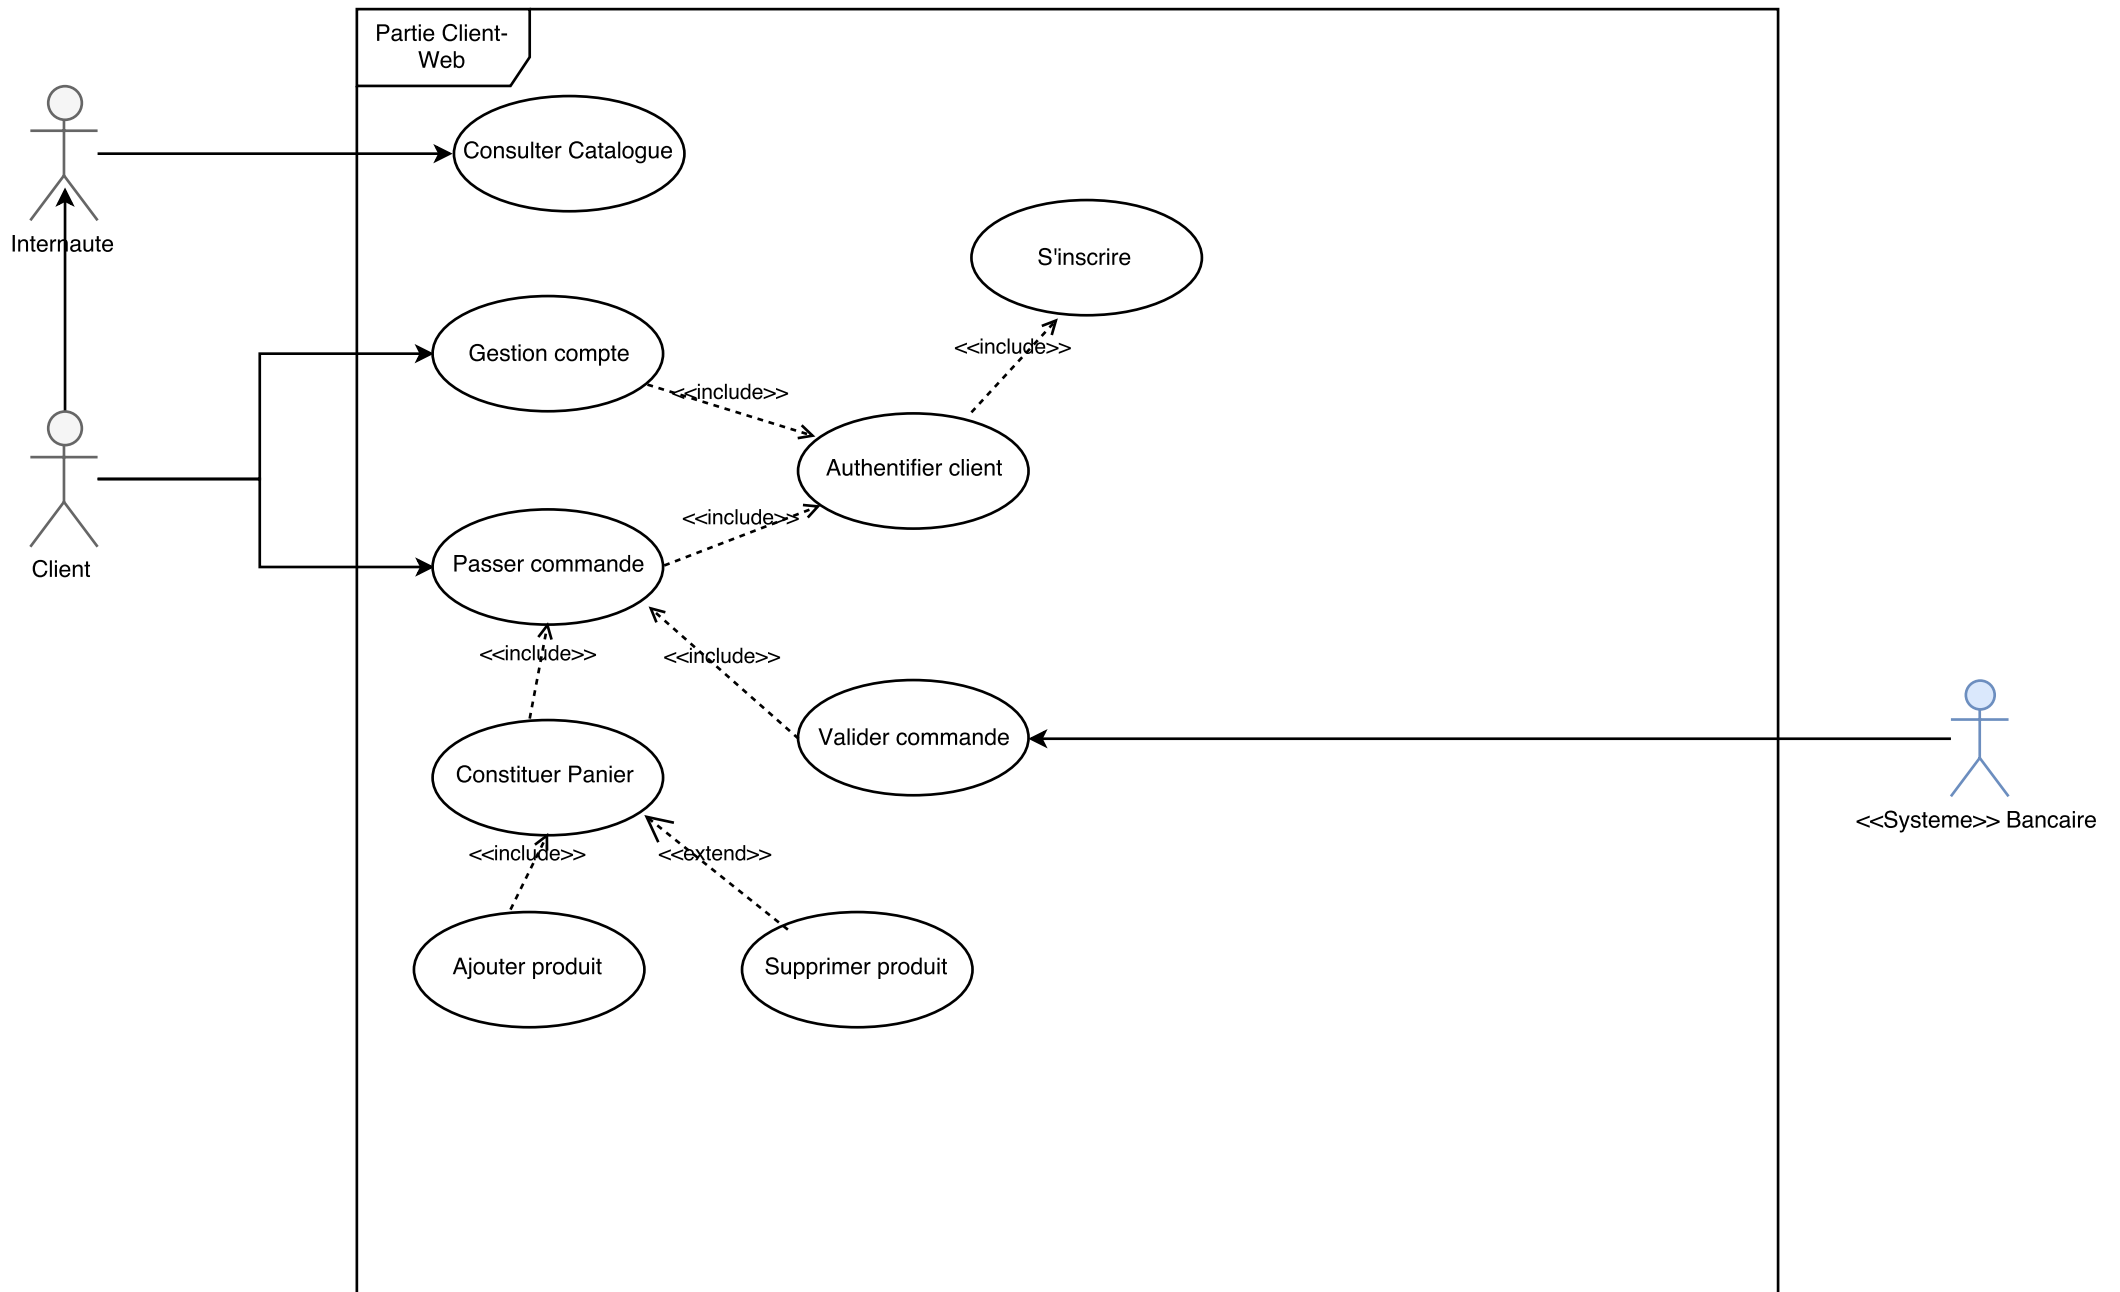 Partie Client-
Web
Consulter Catalogue
Internaute
S'inscrire
<<include>>
Gestion compte
<<include>>
Authentifier client
<<include>>
Passer commande
Client
<<include>>
<<include>>
Valider commande
Constituer Panier
<<Systeme>> Bancaire
<<include>>
<<extend>>
Ajouter produit
Supprimer produit